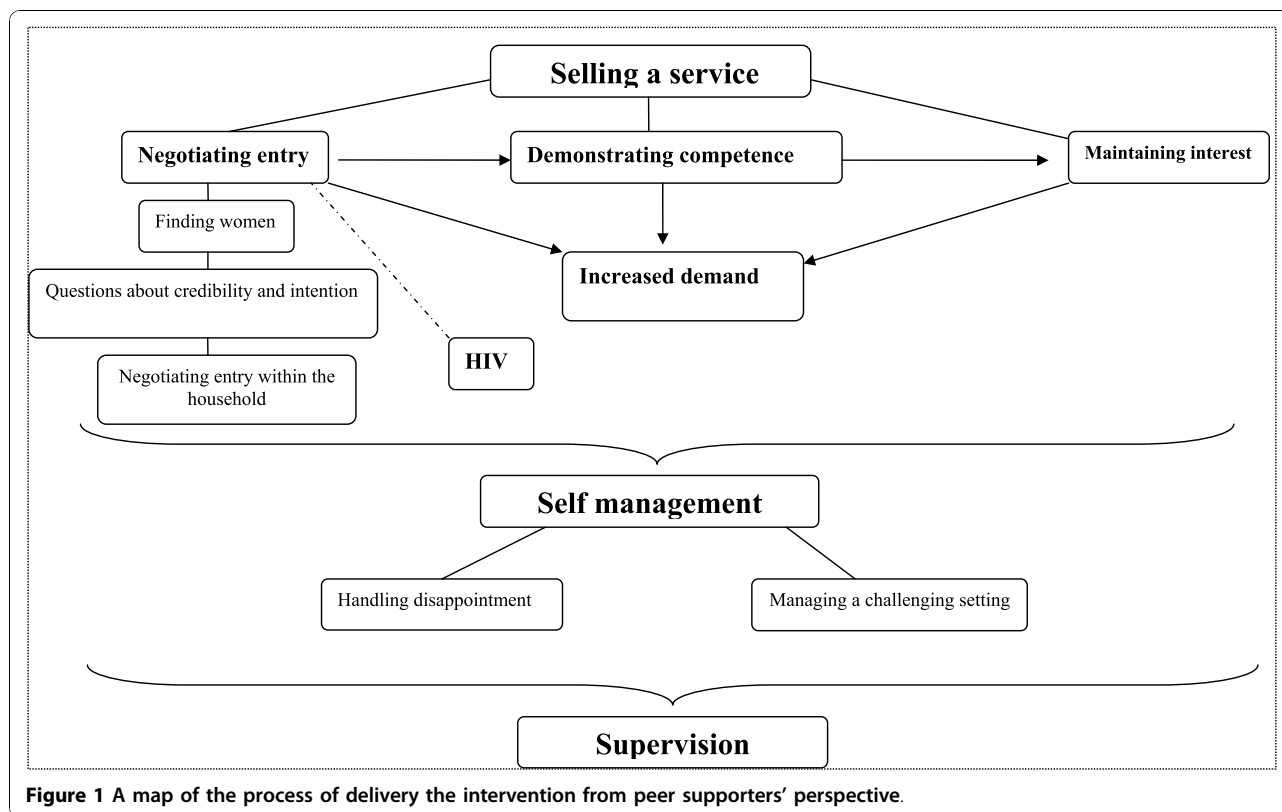 Selling a service
Negotiating entry
Demonstrating competence
Maintaining interest
Finding women
Increased demand
Questions about credibility and intention
HIV
Negotiating entry within the
household
Self management
Handling disappointment
Managing a challenging setting
Supervision
Figure 1 A map of the process of delivery the intervention from peer supporters' perspective.